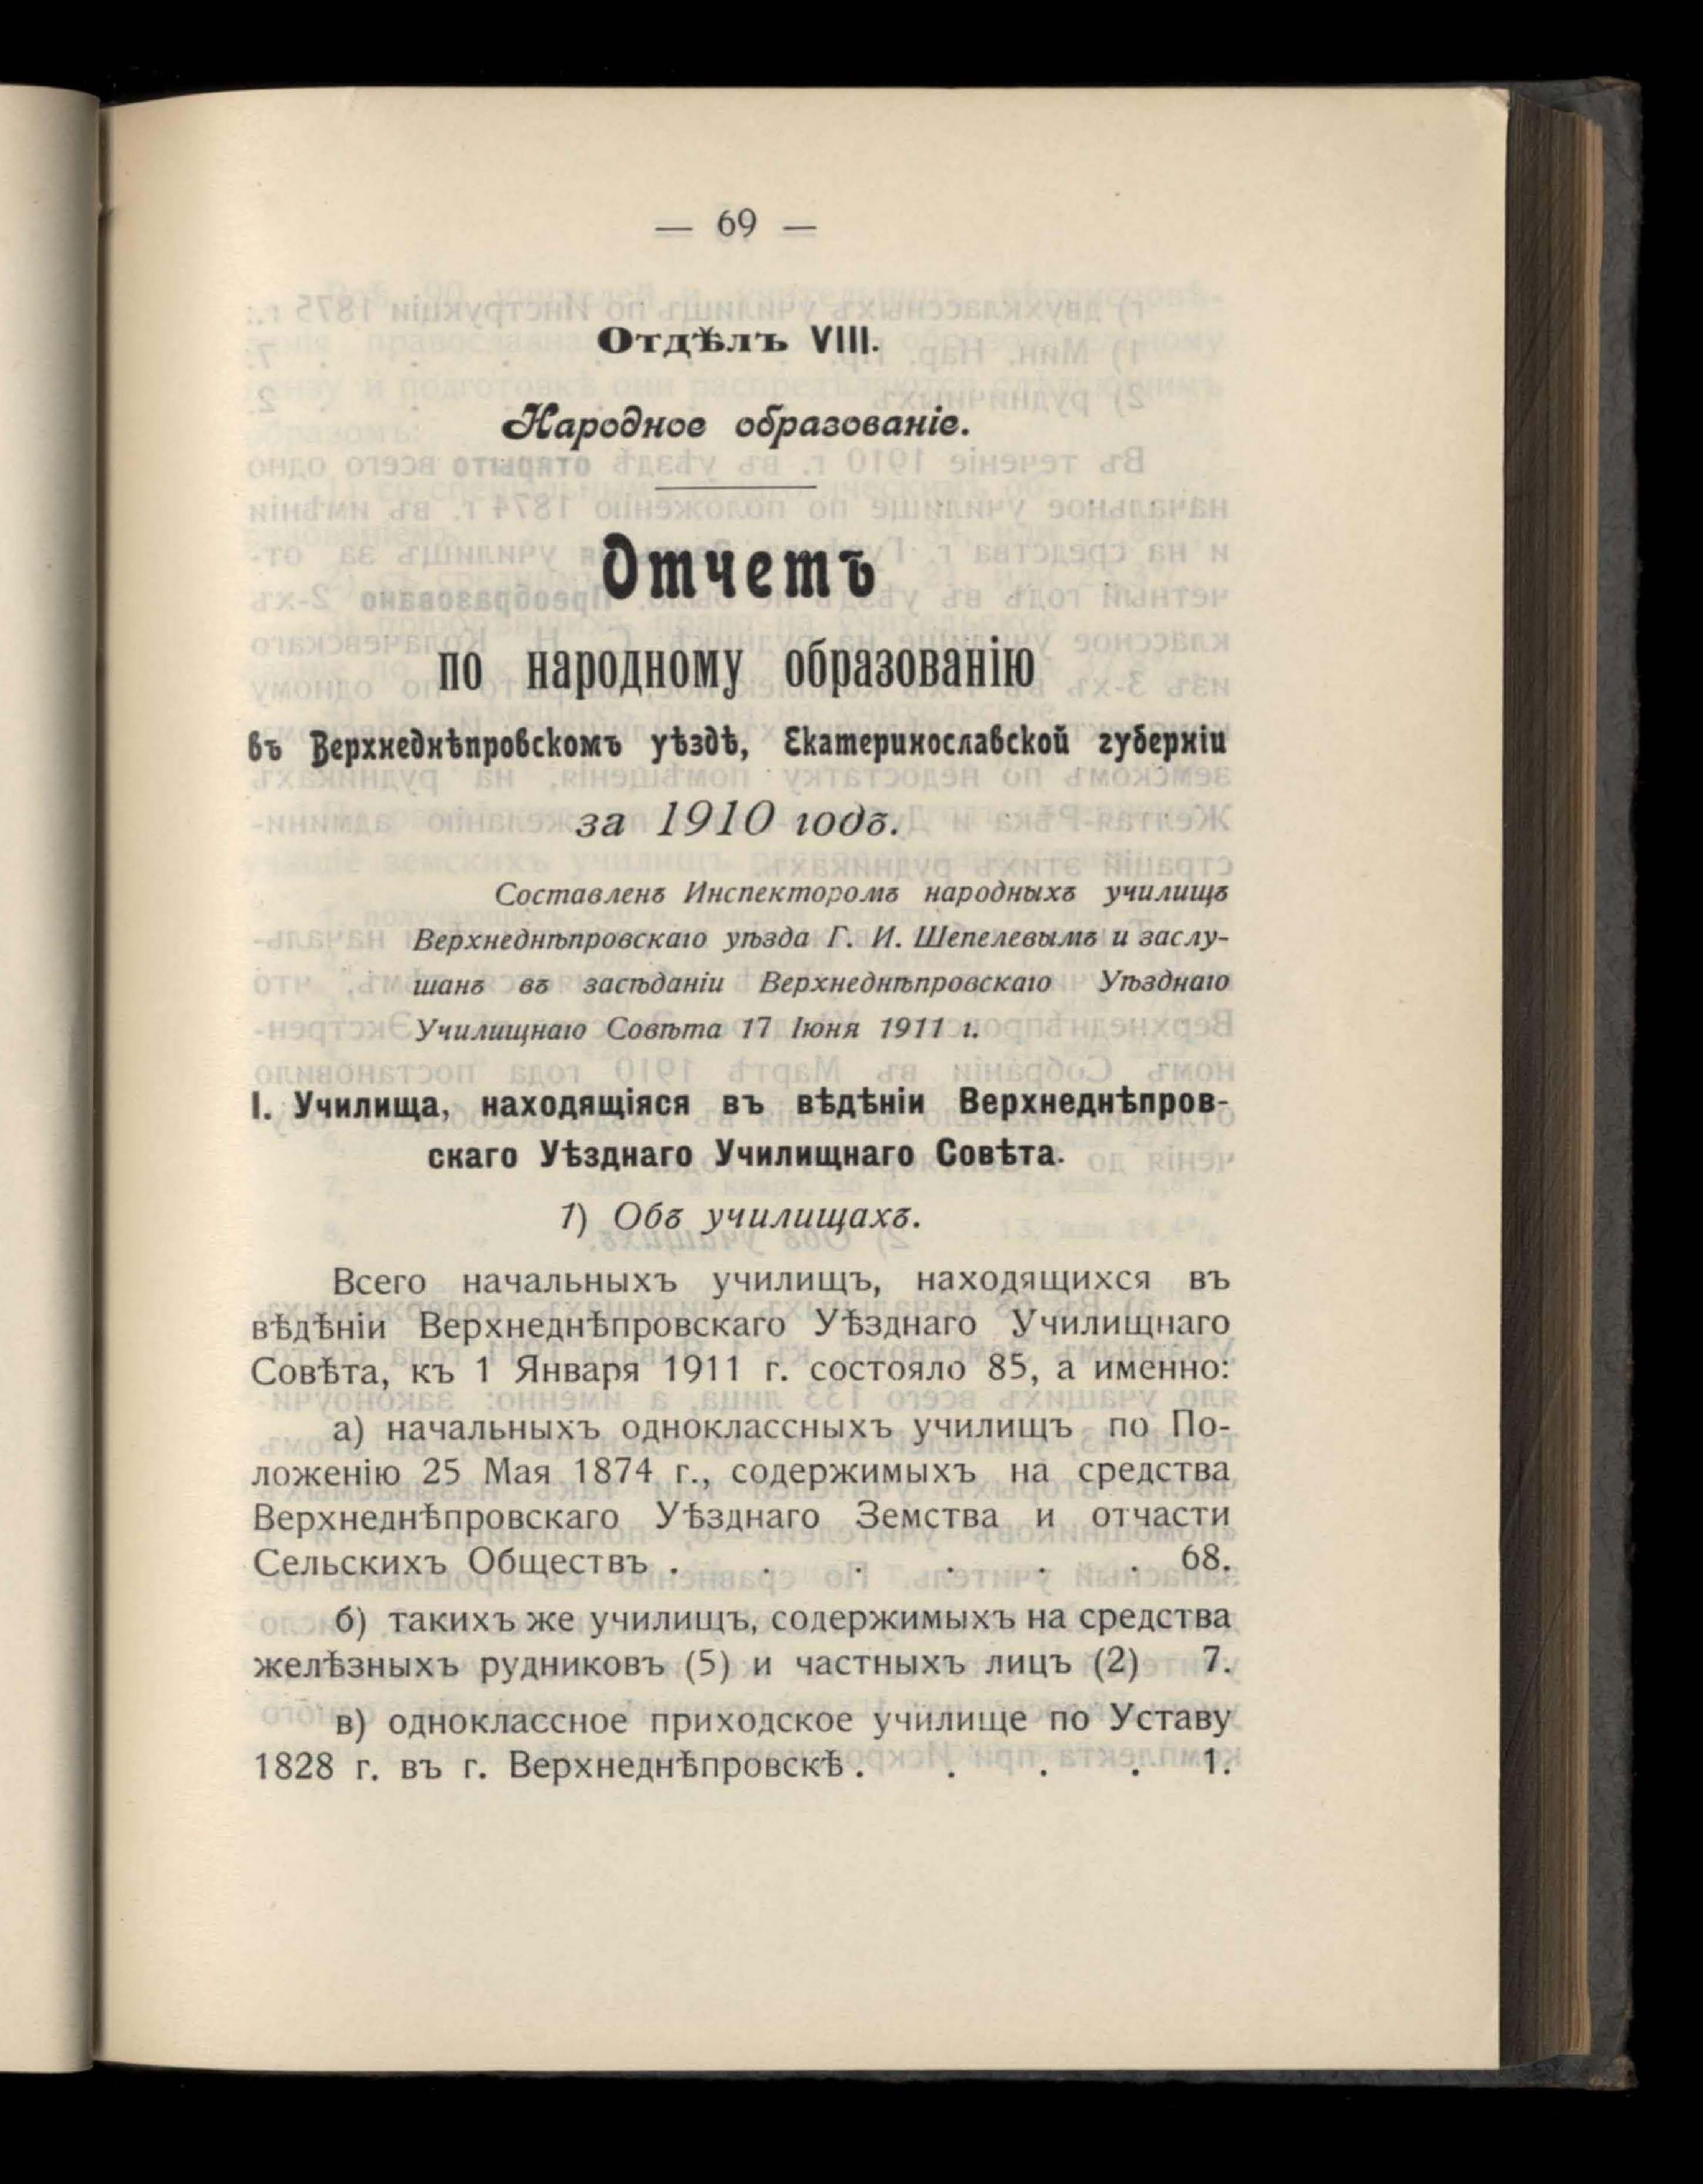 — 69 —
Отдѣлъ VIII.
Народное образованіе.
Отчетъ
по народному образованію
въ Верхнеднѣпровскомъ уѣздѣ, Екатеринославской губерніи
за 1910 годъ.
Составленъ Инспекторомъ народныхъ училищъ
Верхнеднѣпровскаго уѣзда Г. И. Шепелевымъ и заслу-
шанъ въ засѣданіи Верхнеднѣпровскаго Уѣзднаго
Училищнаго Совѣта 17 Іюня 1911 г.
I. Училища, находящіяся въ вѣдѣніи Верхнеднѣпров-
скаго Уѣзднаго Училищнаго Совѣта.
1) Объ училищахъ.
Всего начальныхъ училищъ, находящихся въ
вѣдѣніи Верхнеднѣпровскаго Уѣзднаго Училищнаго
Совѣта, къ 1 Января 1911 г. состояло 85, а именно:
а) начальныхъ одноклассныхъ училищъ по По-
ложенію 25 Мая 1874 г., содержимыхъ на средства
Верхнеднѣпровскаго Уѣзднаго Земства и отчасти
Сельскихъ Обществъ . . . . . . 68.
б) такихъ же училищъ, содержимыхъ на средства
желѣзныхъ рудниковъ (5) и частныхъ лицъ (2) 7.
в) одноклассное приходское училище по Уставу
1828 г. въ г. Верхнеднѣпровскѣ . . . . 1.